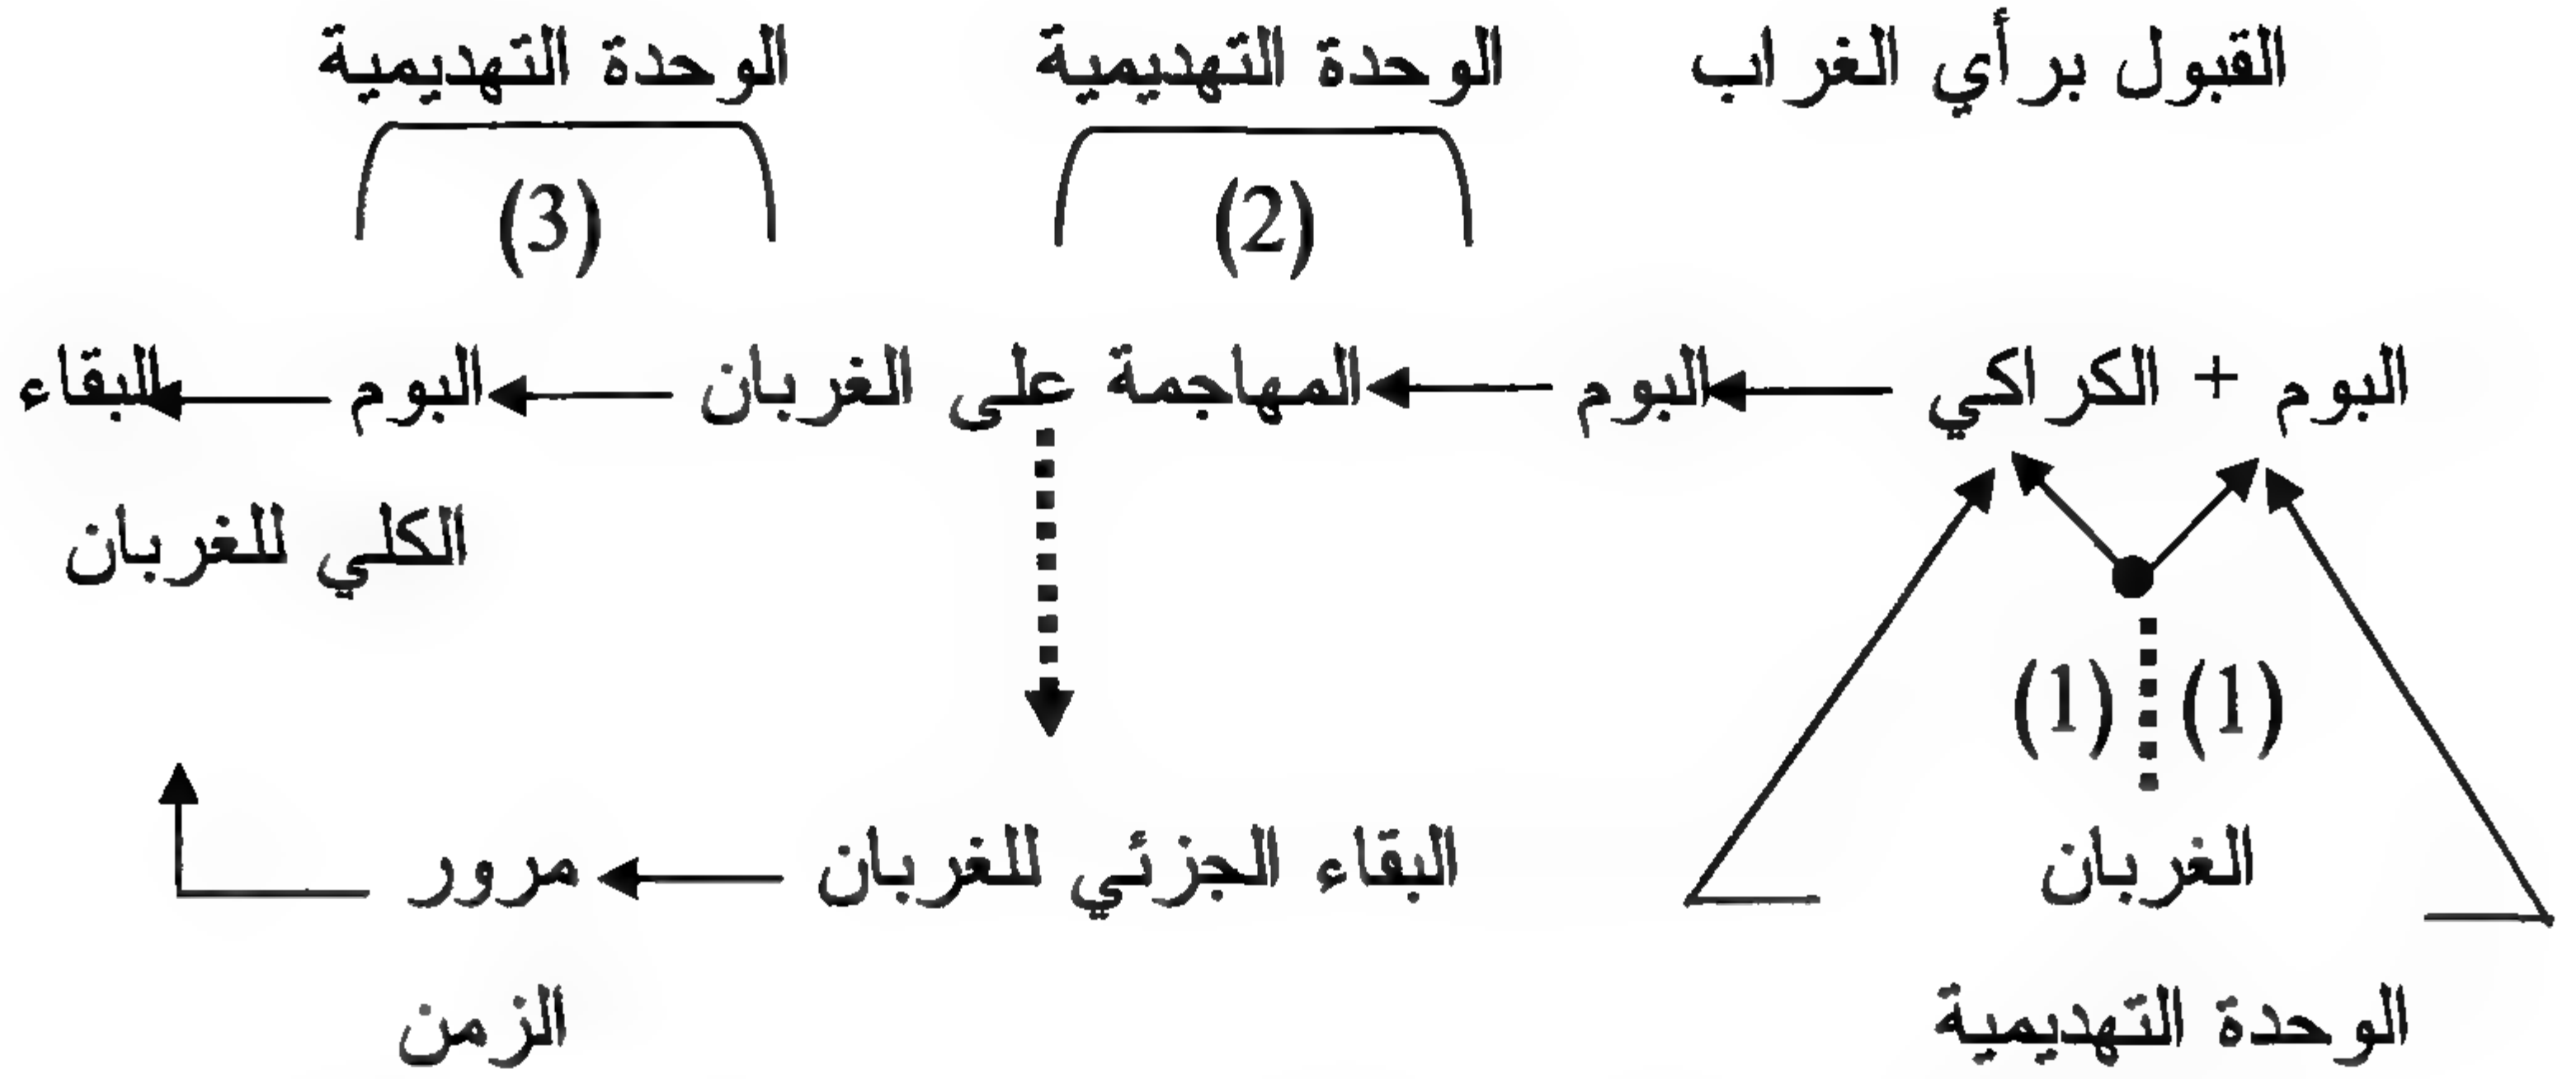 القبول برأي الغراب الوحدة التهديمية الوحدة التهديمية
(2) (3)
البوم + الكراكي البوم المهاجمة على الغربان البوم البقاء
الكلي للغربان
(1) (1)
الغربان البقاء الجزئي للغربان مرور
الوحدة التهديمية الزمن